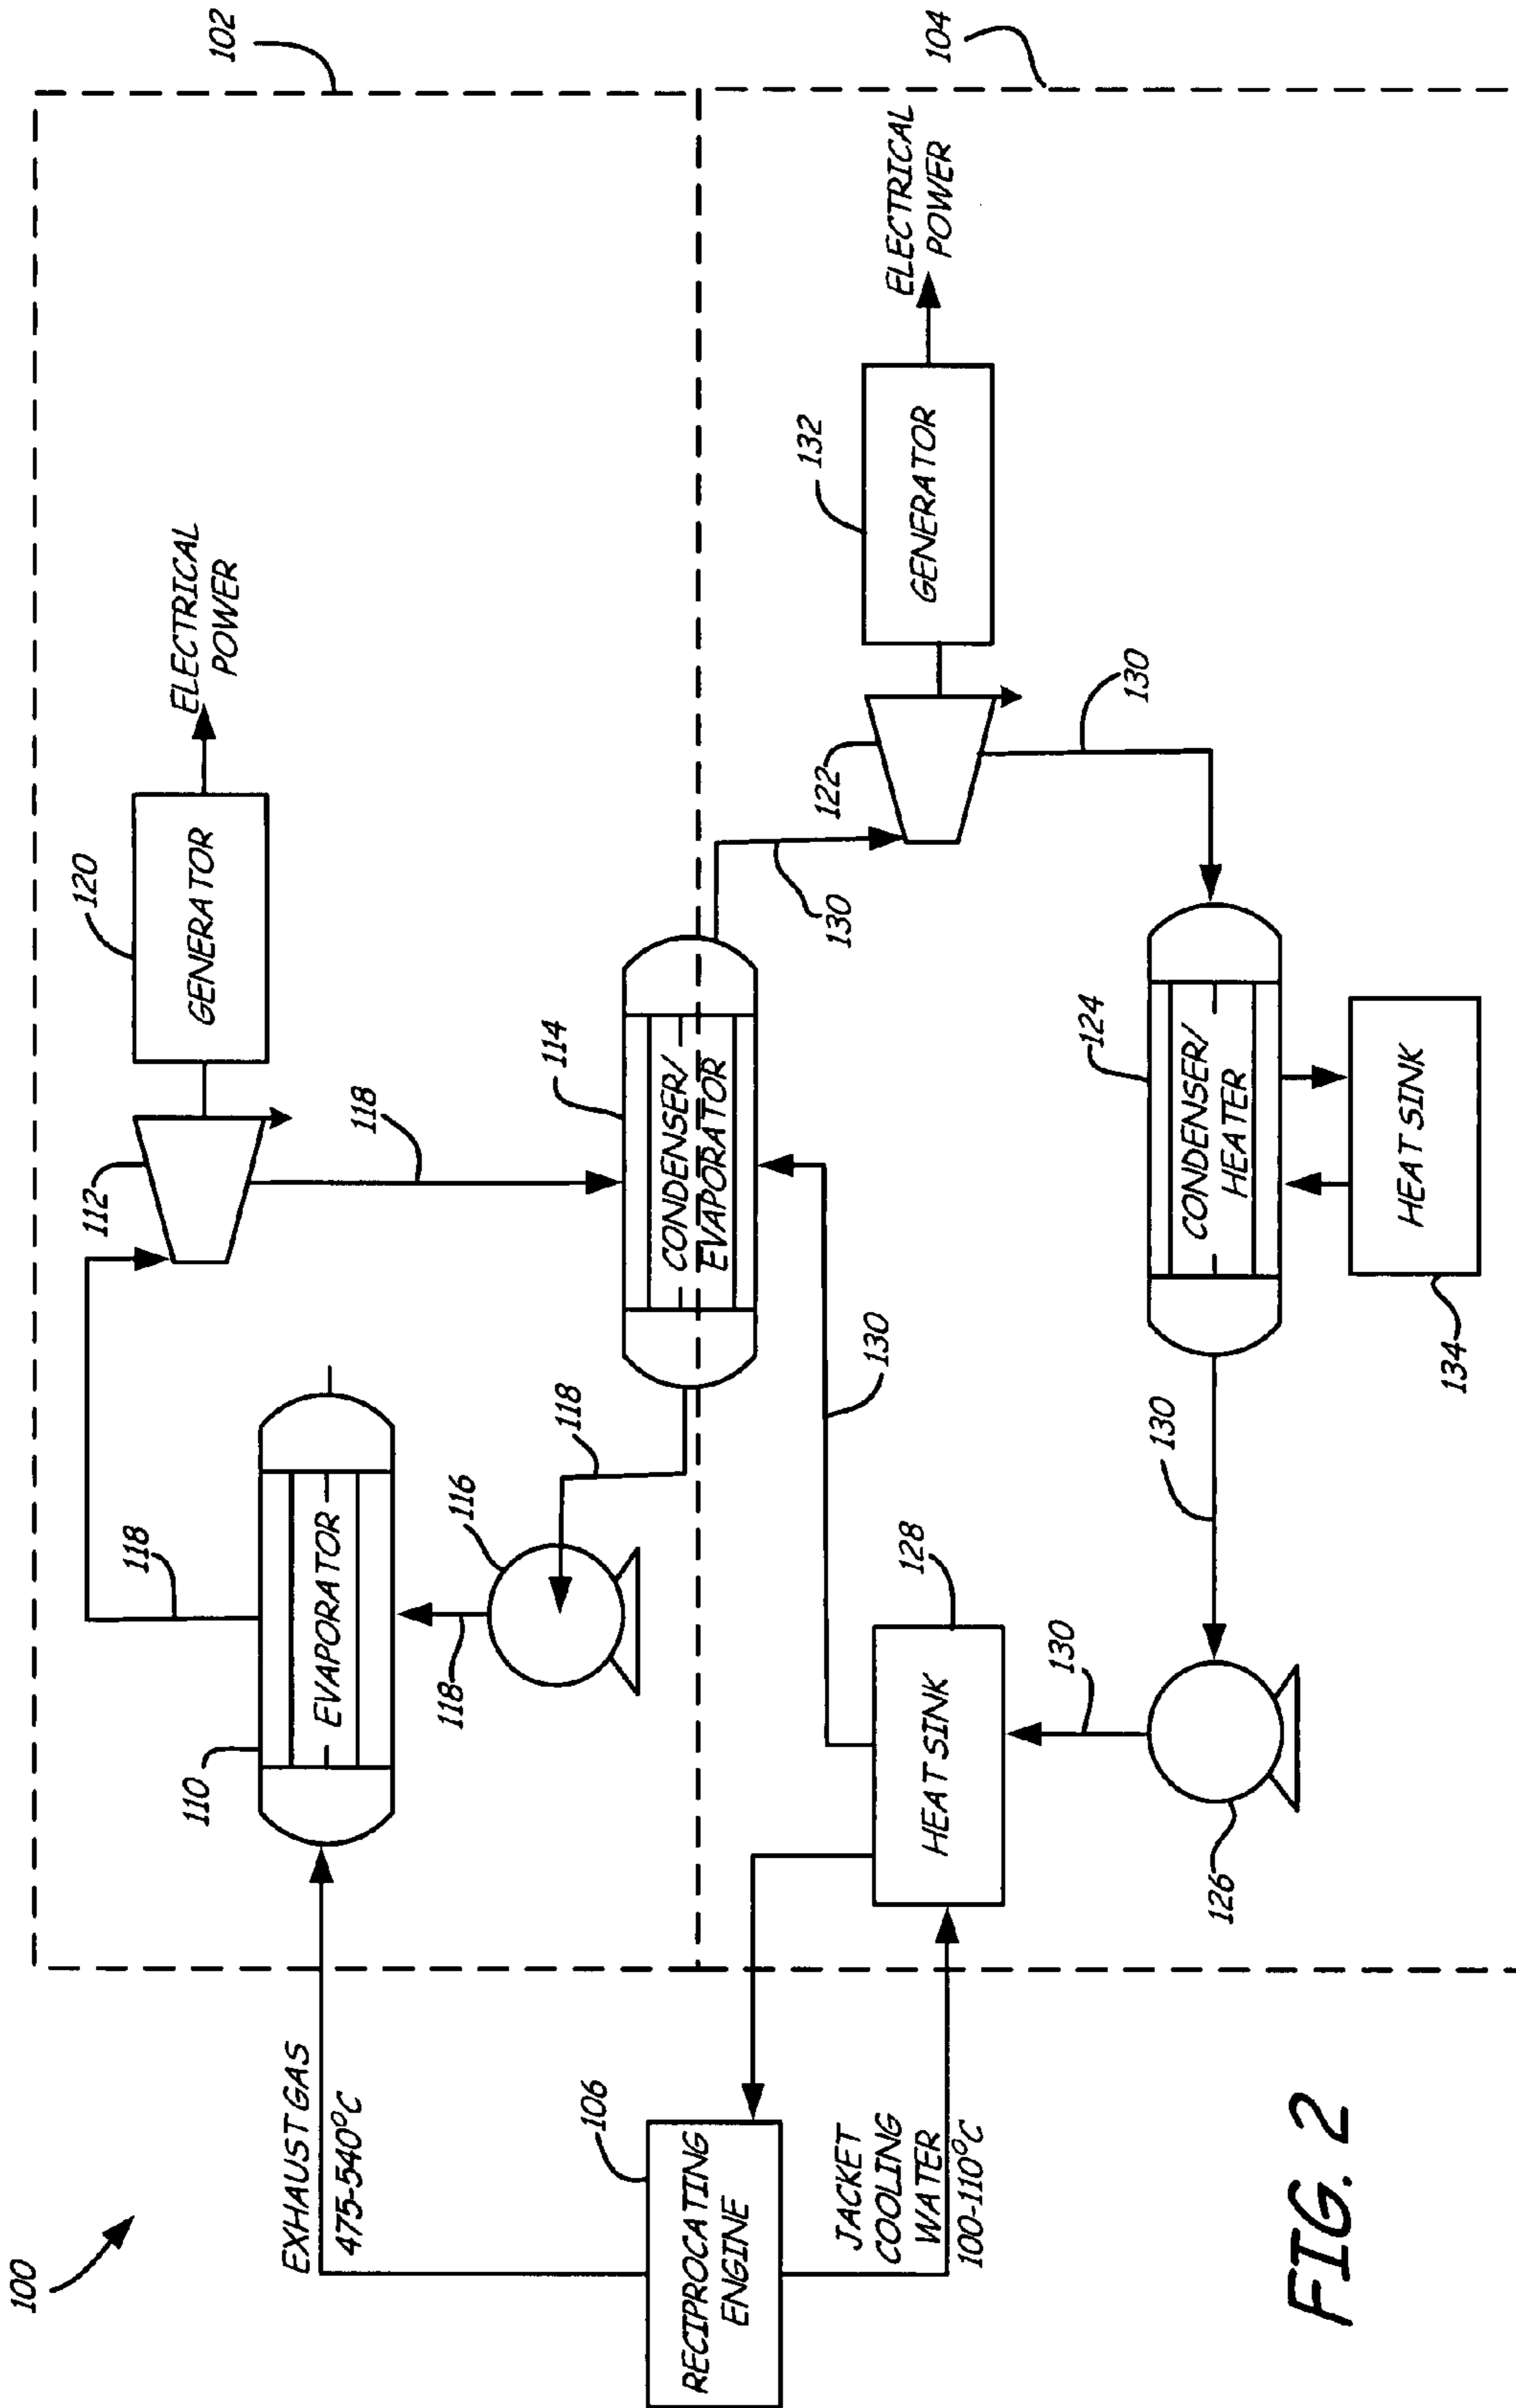 100
102
104
EXHAUST GAS
475-540°C
110
EVAPORATOR
118
112
120
GENERATOR
ELECTRICAL
POWER
118
118
116
118
114
CONDENSER/
EVAPORATOR
106
RECIPROCATING
ENGINE
JACKET
COOLING
WATER
100-110°C
HEAT SINK
128
130
130
122
132
GENERATOR
ELECTRICAL
POWER
130
130
126
130
124
CONDENSER/
HEATER
HEAT SINK
134
FIG. 2